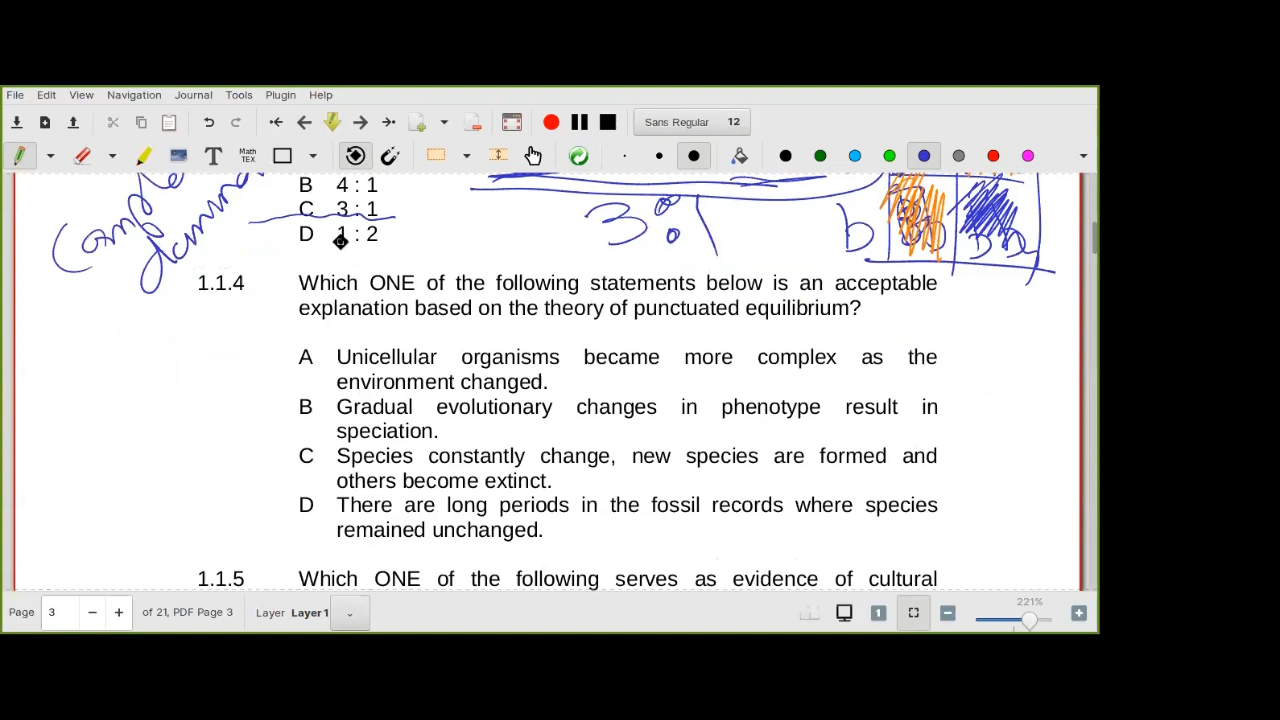 File Edit View Navigation Journal Tools Plugin Help
Sans Regular 12
Math
TEX
B 4 : 1
C 3 : 1
D 1 : 2
3 : 1
b
1.1.4 Which ONE of the following statements below is an acceptable
explanation based on the theory of punctuated equilibrium?
A Unicellular organisms became more complex as the
environment changed.
B Gradual evolutionary changes in phenotype result in
speciation.
C Species constantly change, new species are formed and
others become extinct.
D There are long periods in the fossil records where species
remained unchanged.
1.1.5 Which ONE of the following serves as evidence of cultural
Page 3 of 21, PDF Page 3 Layer Layer1 1 221%